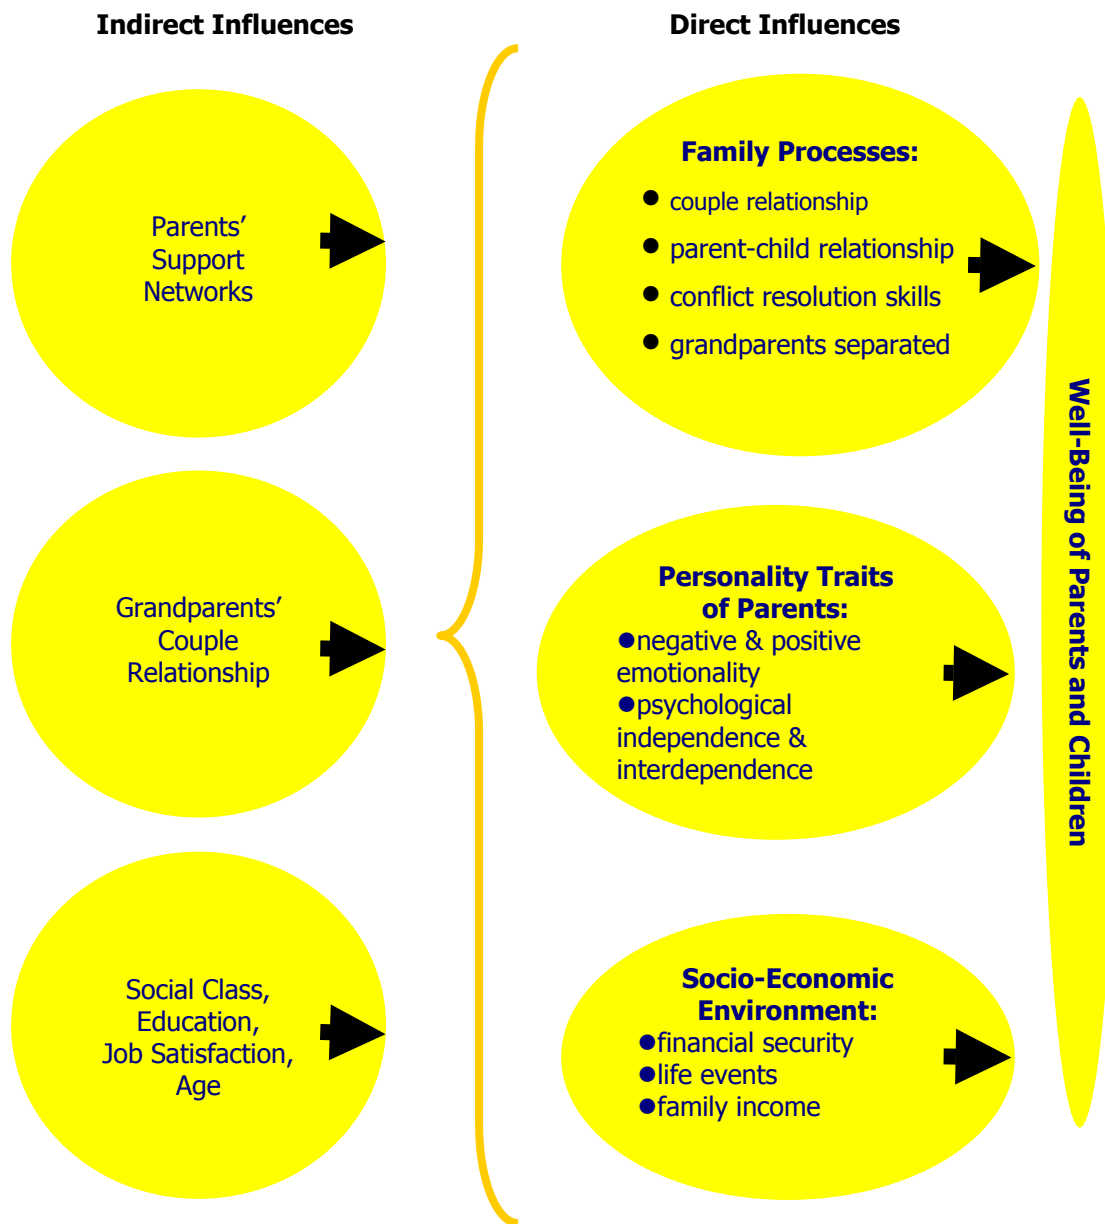 Indirect Influences
Direct Influences
Parents’
Support
Networks
Grandparents’
Couple
Relationship
Social Class,
Education,
Job Satisfaction,
Age
Family Processes:
● couple relationship
● parent-child relationship
● conflict resolution skills
● grandparents separated
Personality Traits
of Parents:
●negative & positive
emotionality
●psychological
independence &
interdependence
Socio-Economic
Environment:
●financial security
●life events
●family income
Well-Being of Parents and Children